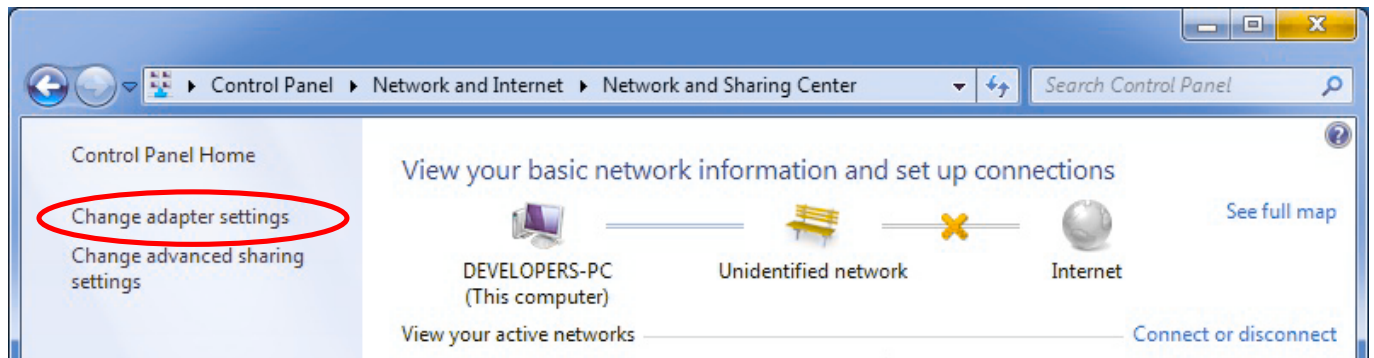 Control Panel ▸ Network and Internet ▸ Network and Sharing Center
Search Control Panel
Control Panel Home
Change adapter settings
Change advanced sharing
settings
View your basic network information and set up connections
See full map
DEVELOPERS-PC
(This computer)
Unidentified network
Internet
View your active networks
Connect or disconnect